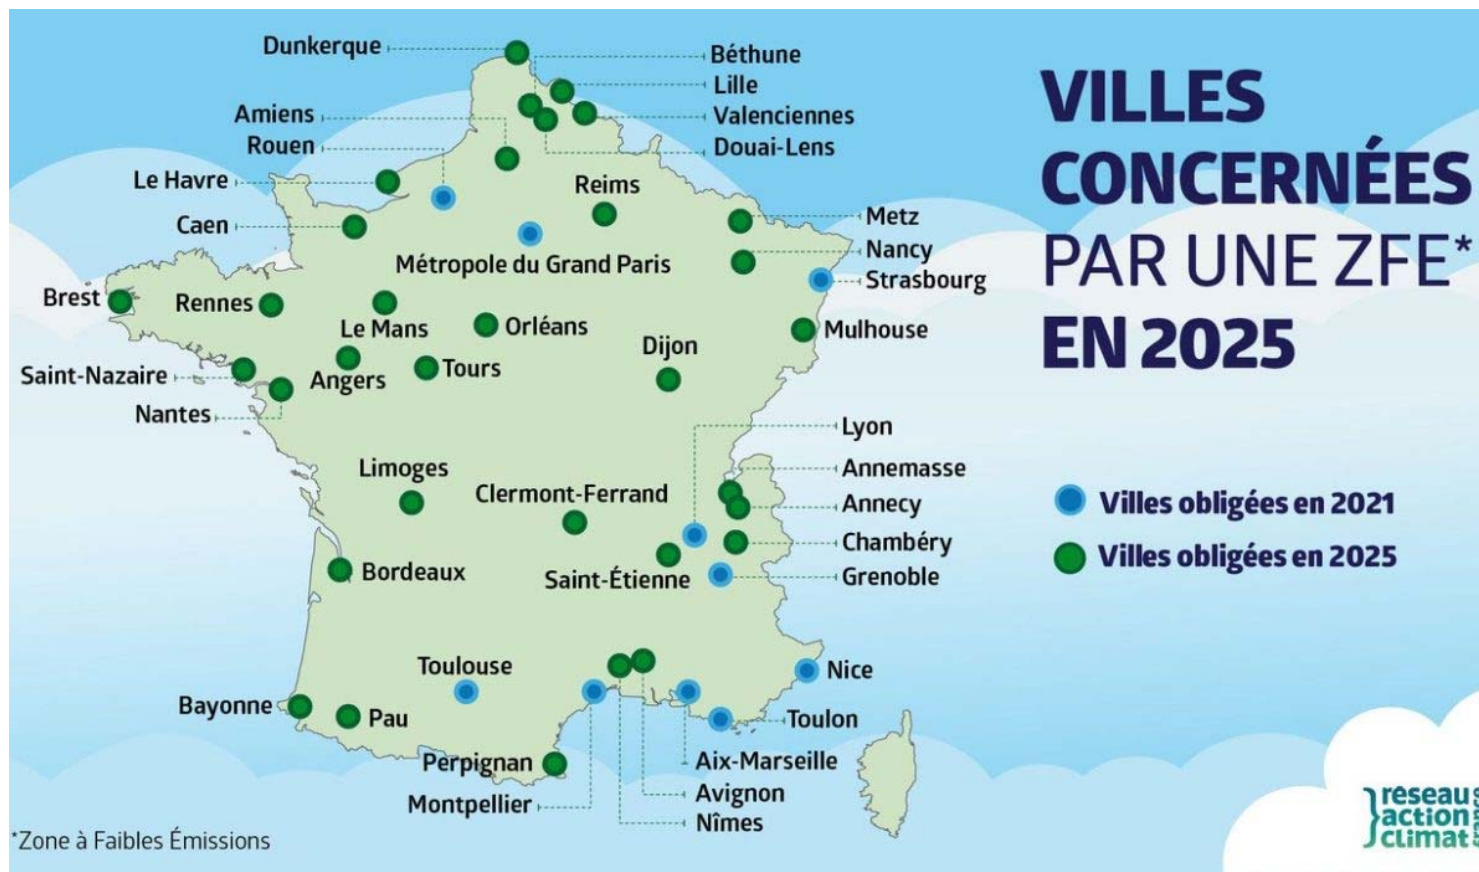 Dunkerque
Béthune
Lille
Amiens
Valenciennes
Rouen
Douai-Lens
Le Havre
Reims
Caen
Metz
Nancy
Métropole du Grand Paris
Strasbourg
Brest
Rennes
Le Mans
Orléans
Mulhouse
Dijon
Saint-Nazaire
Angers
Tours
Nantes
Lyon
Limoges
Annemasse
Clermont-Ferrand
Annecy
Chambéry
Bordeaux
Saint-Étienne
Grenoble
Toulouse
Nice
Bayonne
Pau
Toulon
Perpignan
Aix-Marseille
Montpellier
Avignon
Nîmes
*Zone à Faibles Émissions
VILLES
CONCERNÉES
PAR UNE ZFE*
EN 2025
Villes obligées en 2021
Villes obligées en 2025
réseau
action
climat
france